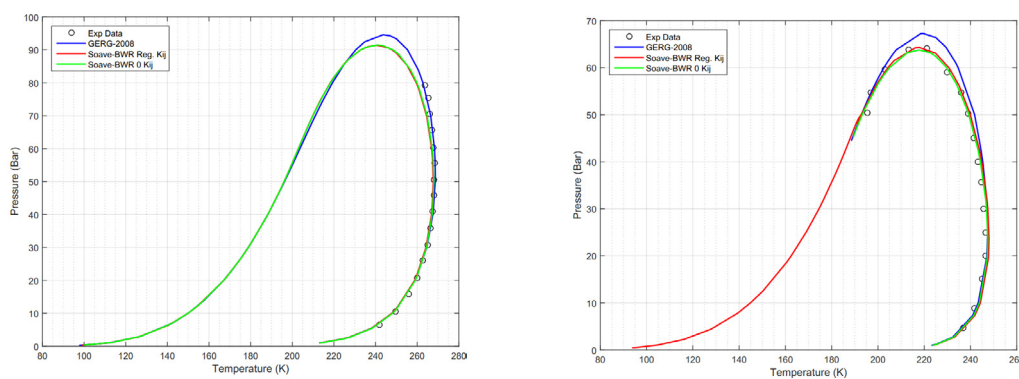 100
90
80
70
60
50
40
30
20
10
0
Pressure (Bar)
Exp Data
GERG-2008
Soave-BWR Reg. Kij
Soave-BWR 0 Kij
80 100 120 140 160 180 200 220 240 260 280
Temperature (K)
70
60
50
40
30
20
10
0
Pressure (Bar)
Exp Data
GERG-2008
Soave-BWR Reg. Kij
Soave-BWR 0 Kij
80 100 120 140 160 180 200 220 240 26
Temperature (K)